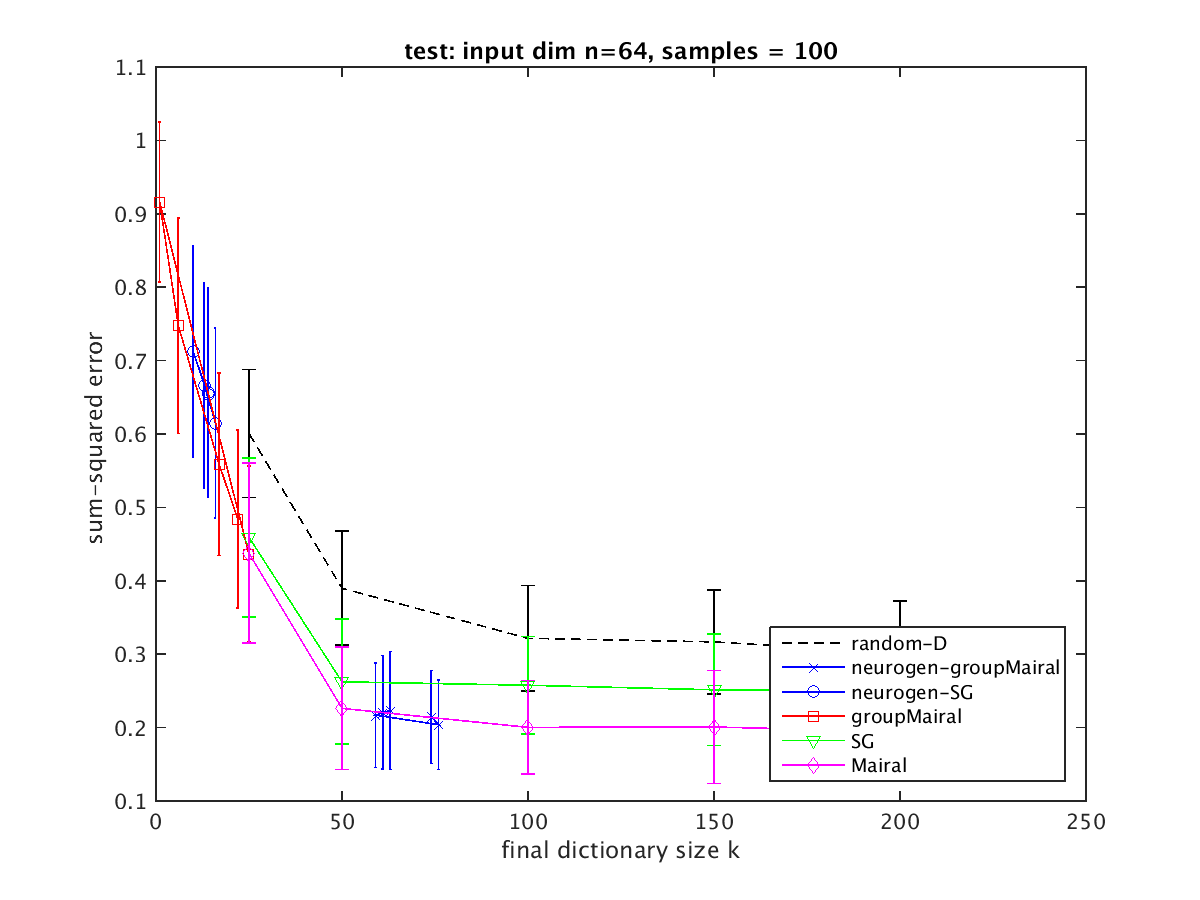 test: input dim n=64, samples = 100
1.1
1
0.9
0.8
0.7
0.6
0.5
0.4
0.3
0.2
0.1
sum-squared error
random-D
neurogen-groupMairal
neurogen-SG
groupMairal
SG
Mairal
0 50 100 150 200 250
final dictionary size k